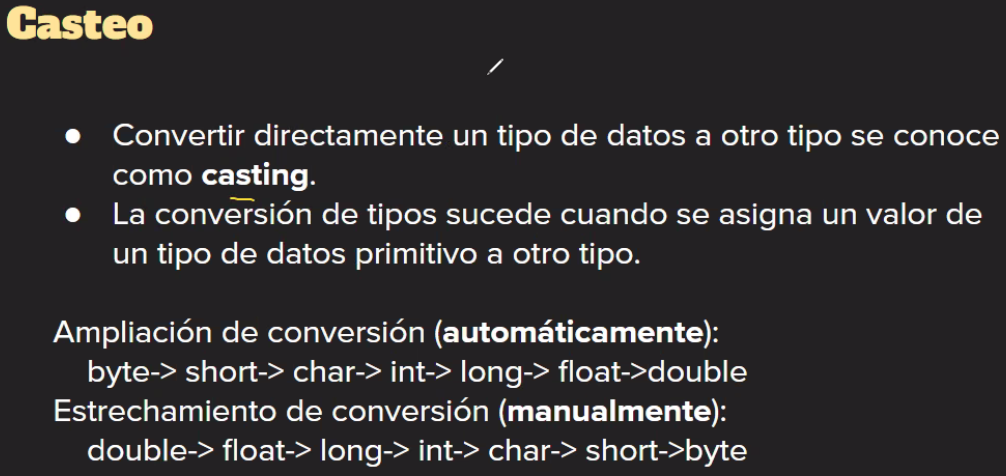 Casteo
● Convertir directamente un tipo de datos a otro tipo se conoce
como casting.
● La conversión de tipos sucede cuando se asigna un valor de
un tipo de datos primitivo a otro tipo.
Ampliación de conversión (automáticamente):
byte-> short-> char-> int-> long-> float->double
Estrechamiento de conversión (manualmente):
double-> float-> long-> int-> char-> short->byte